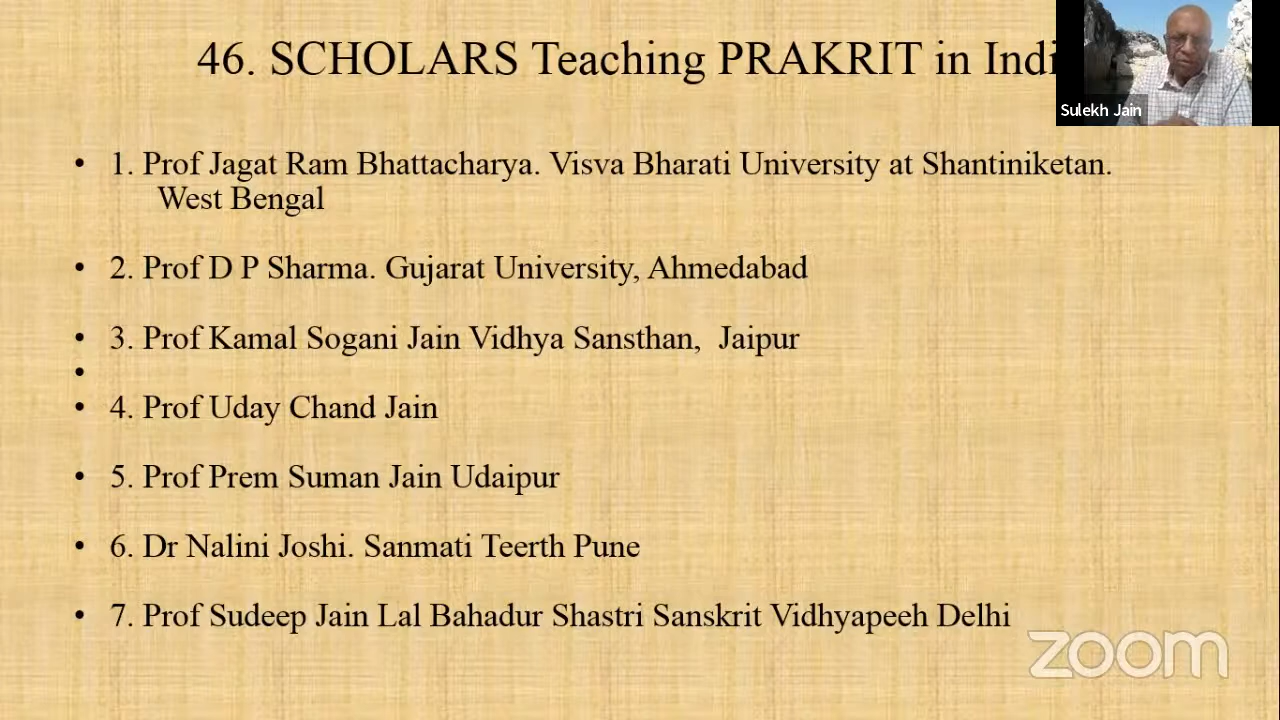 46. SCHOLARS Teaching PRAKRIT in Indi
Sulekh Jain
• 1. Prof Jagat Ram Bhattacharya. Visva Bharati University at Shantiniketan.
West Bengal
• 2. Prof D P Sharma. Gujarat University, Ahmedabad
• 3. Prof Kamal Sogani Jain Vidhya Sansthan, Jaipur
•
• 4. Prof Uday Chand Jain
• 5. Prof Prem Suman Jain Udaipur
• 6. Dr Nalini Joshi. Sanmati Teerth Pune
• 7. Prof Sudeep Jain Lal Bahadur Shastri Sanskrit Vidhyapeeh Delhi
zoom